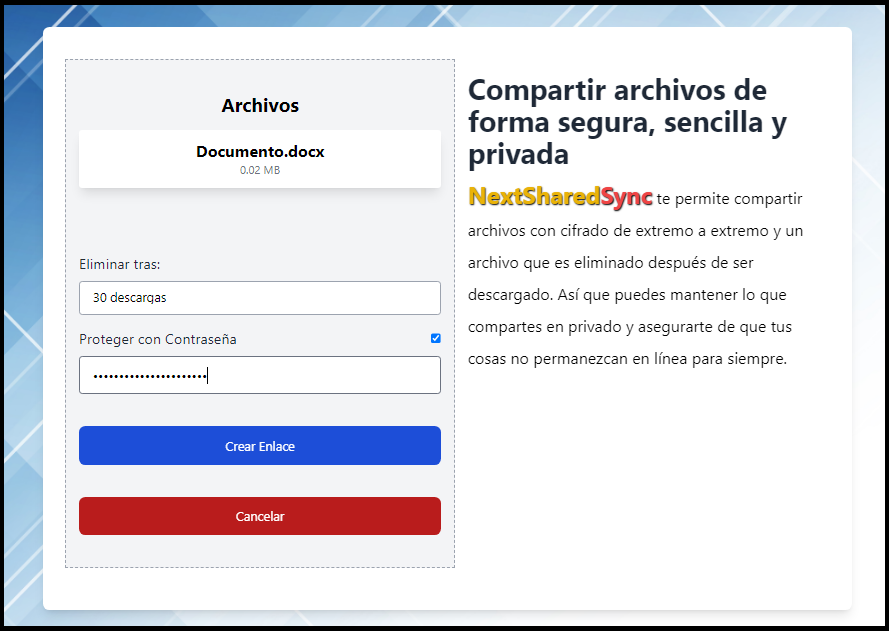 Archivos
Documento.docx
0.02 MB
Eliminar tras:
30 descargas
Proteger con Contraseña
Crear Enlace
Cancelar
Compartir archivos de
forma segura, sencilla y
privada
NextSharedSync te permite compartir
archivos con cifrado de extremo a extremo y un
archivo que es eliminado después de ser
descargado. Así que puedes mantener lo que
compartes en privado y asegurarte de que tus
cosas no permanezcan en línea para siempre.